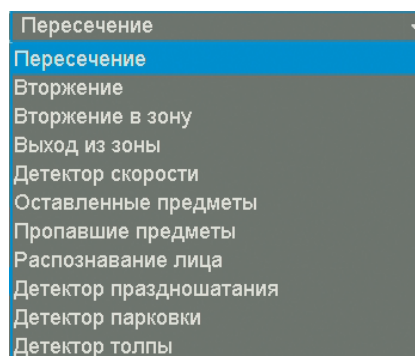 Пересечение
Пересечение
Вторжение
Вторжение в зону
Выход из зоны
Детектор скорости
Оставленные предметы
Пропавшие предметы
Распознавание лица
Детектор праздношатания
Детектор парковки
Детектор толпы